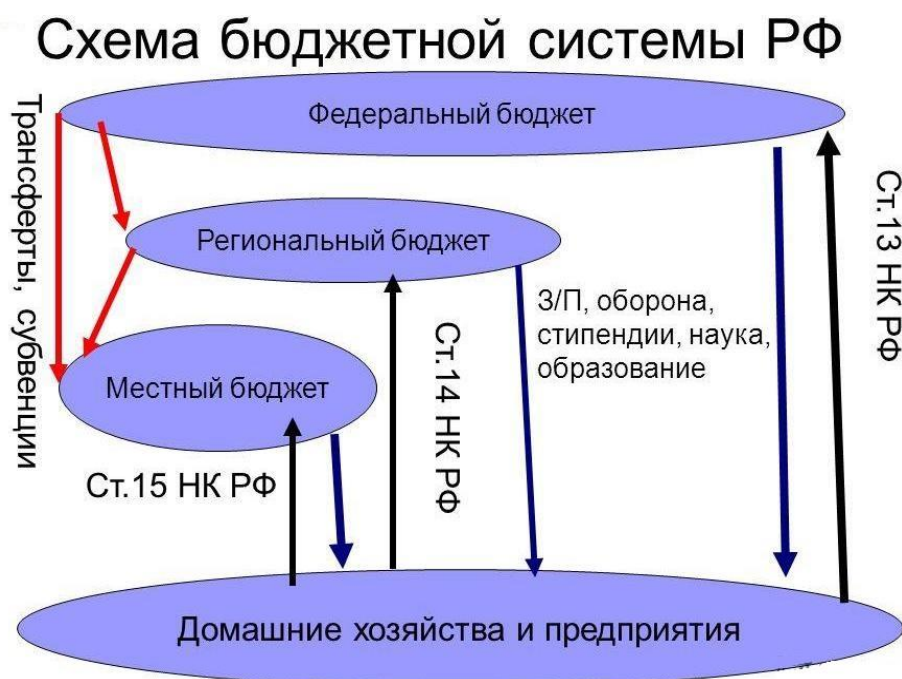 Схема бюджетной системы РФ
Федеральный бюджет
Трансферты, субвенции
Региональный бюджет
З/П, оборона,
стипендии, наука,
образование
Ст.13 НК РФ
Местный бюджет
Ст.14 НК РФ
Ст.15 НК РФ
Домашние хозяйства и предприятия